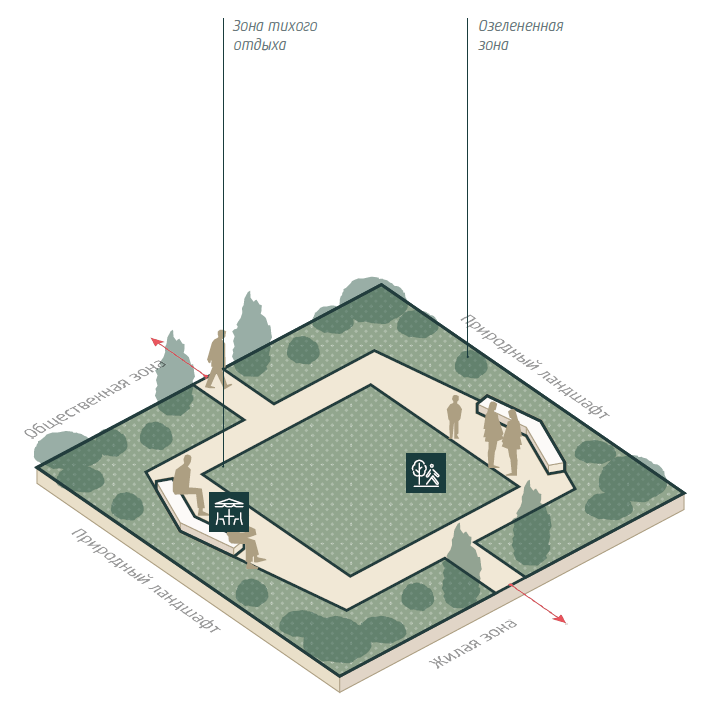 Зона тихого
отдыха
Озелененная
зона
Природный ландшафт
Общественная зона
Природный ландшафт
Жилая зона